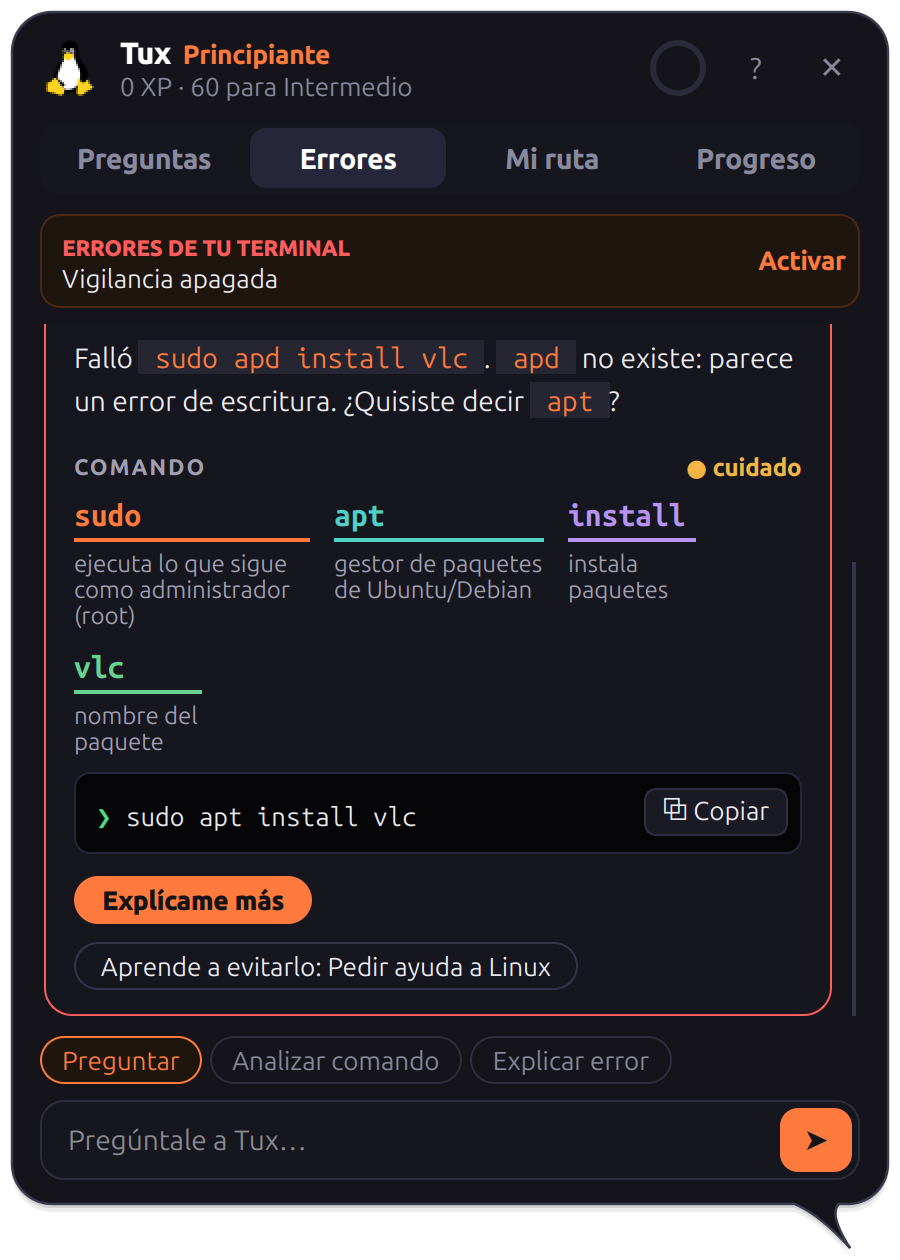 Tux Principiante
0 XP · 60 para Intermedio
?
✕
Preguntas Errores Mi ruta Progreso
ERRORES DE TU TERMINAL
Vigilancia apagada
Activar
Falló sudo apd install vlc . apd no existe: parece
un error de escritura. ¿Quisiste decir apt ?
COMANDO
cuidado
sudo apt install
ejecuta lo que sigue
como administrador
(root)
gestor de paquetes
de Ubuntu/Debian
instala
paquetes
vlc
nombre del
paquete
❯ sudo apt install vlc
Copiar
Explícame más
Aprende a evitarlo: Pedir ayuda a Linux
Preguntar Analizar comando Explicar error
Pregúntale a Tux...
➤